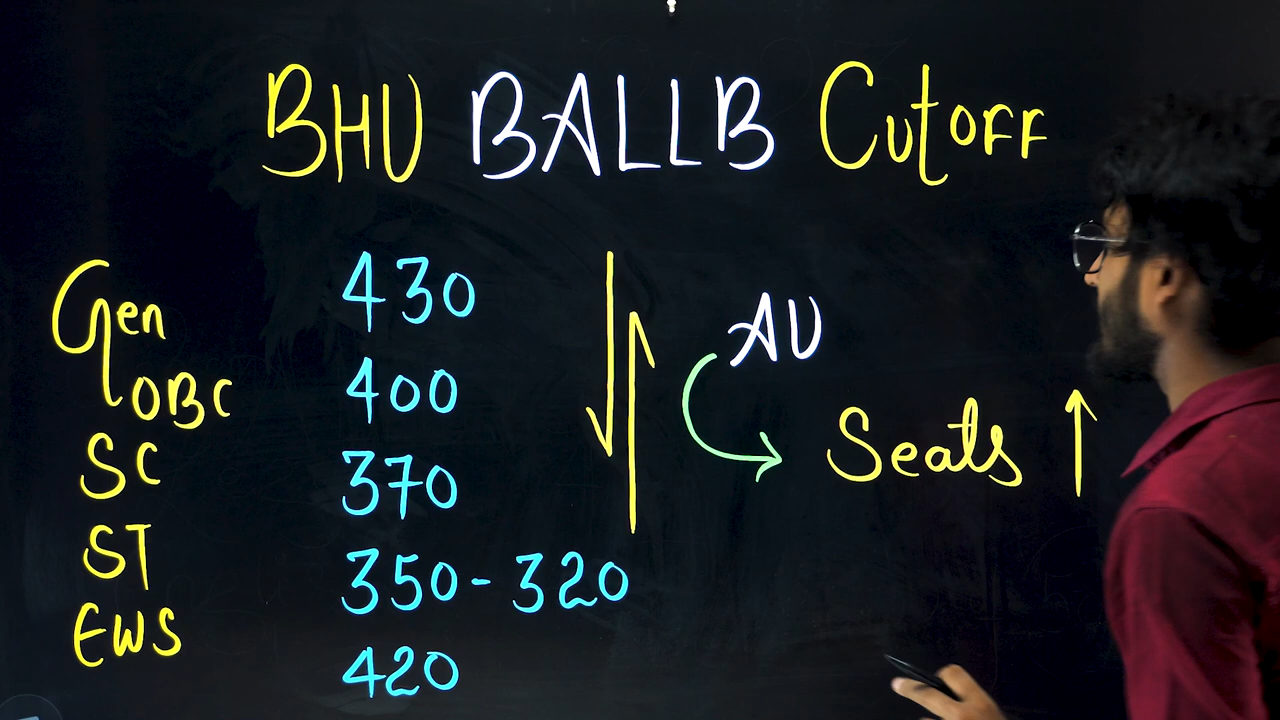 BHU BALLB Cutoff
Gen 430
OBC 400
SC 370
ST 350-320
EWS 420
AU
Seats ↑